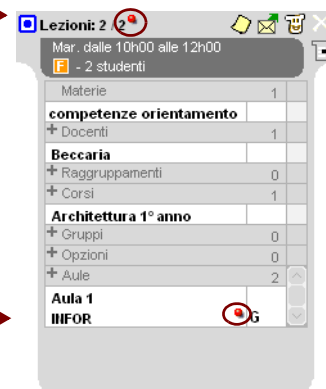 Lezioni: 2 / 2
Mar. dalle 10h00 alle 12h00
F - 2 studenti
Materie 1
competenze orientamento
+ Docenti 1
Beccaria
+ Raggruppamenti 0
+ Corsi 1
Architettura 1° anno
+ Gruppi 0
+ Opzioni 0
+ Aule 2
Aula 1
INFOR G